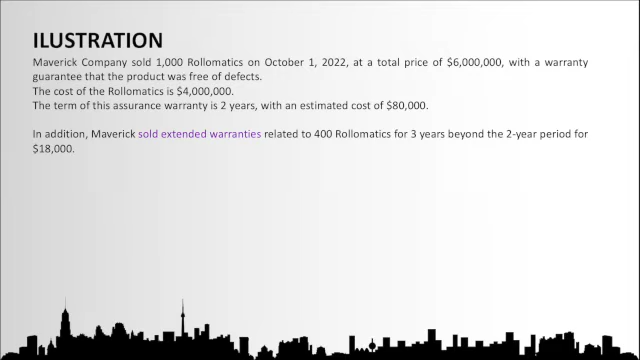 ILUSTRATION
Maverick Company sold 1,000 Rollomatics on October 1, 2022, at a total price of $6,000,000, with a warranty
guarantee that the product was free of defects.
The cost of the Rollomatics is $4,000,000.
The term of this assurance warranty is 2 years, with an estimated cost of $80,000.
In addition, Maverick sold extended warranties related to 400 Rollomatics for 3 years beyond the 2-year period for
$18,000.